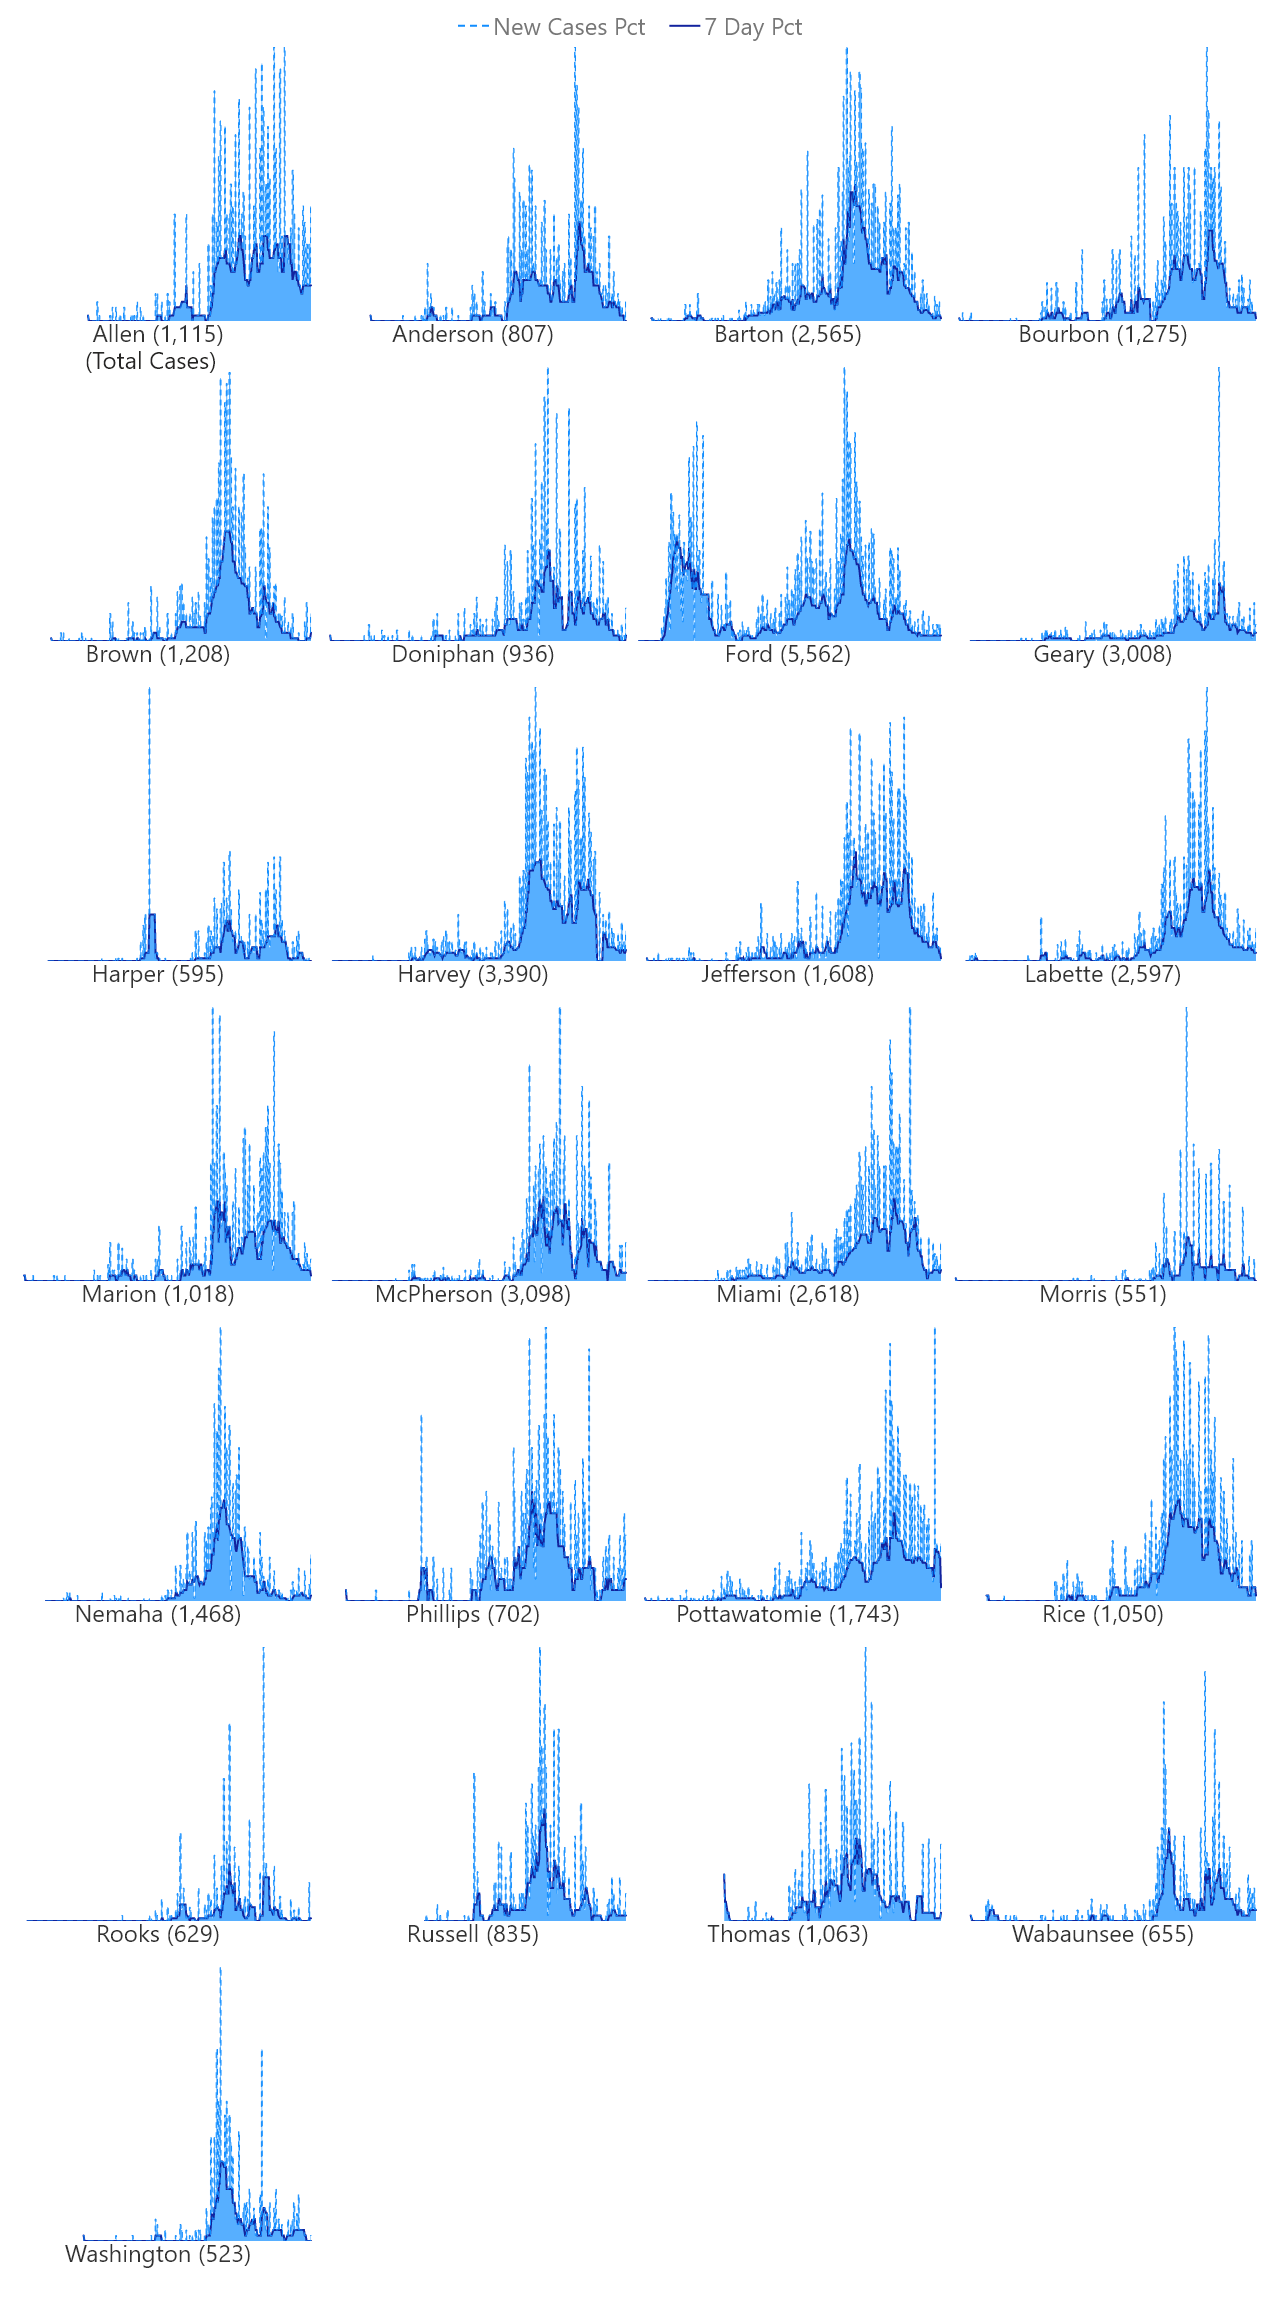 New Cases Pct 7 Day Pct
Allen (1,115) Anderson (807) Barton (2,565) Bourbon (1,275)
(Total Cases)
Brown (1,208) Doniphan (936) Ford (5,562) Geary (3,008)
Harper (595) Harvey (3,390) Jefferson (1,608) Labette (2,597)
Marion (1,018) McPherson (3,098) Miami (2,618) Morris (551)
Nemaha (1,468) Phillips (702) Pottawatomie (1,743) Rice (1,050)
Rooks (629) Russell (835) Thomas (1,063) Wabaunsee (655)
Washington (523)